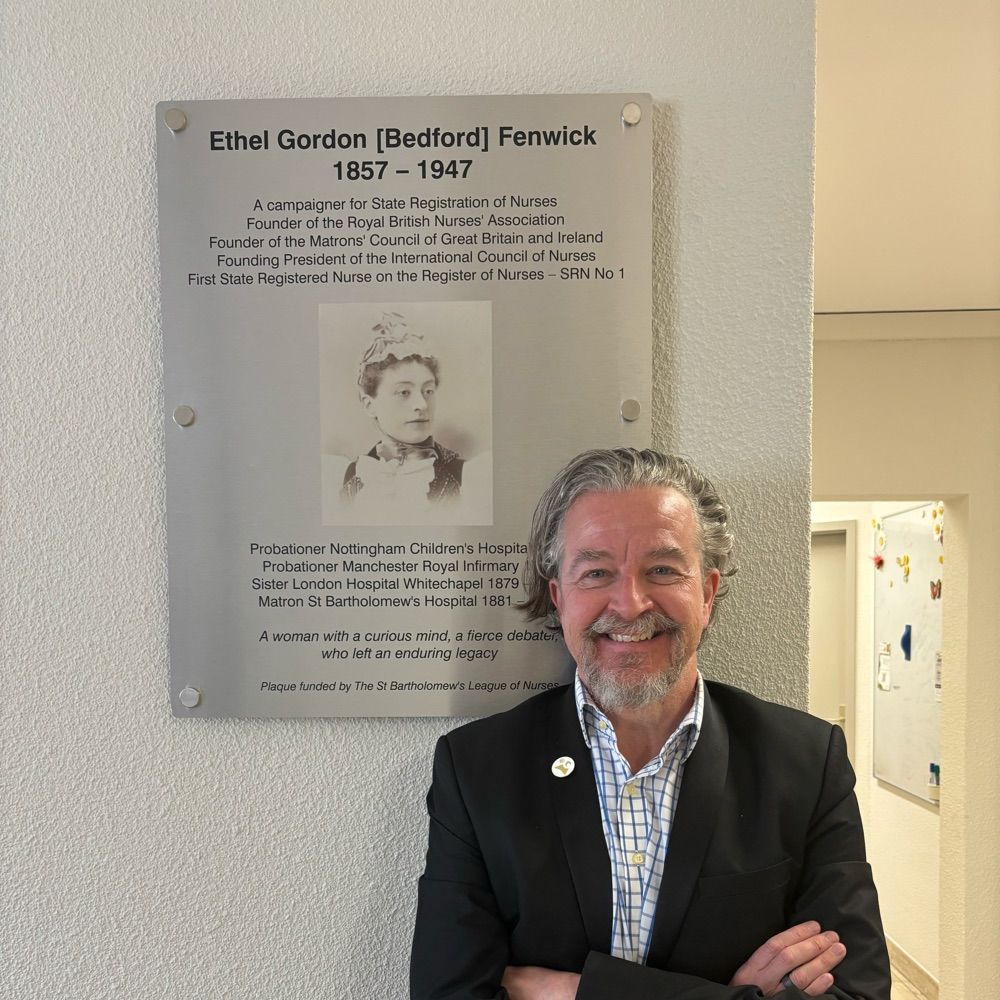 Ethel Gordon [Bedford] Fenwick
1857 – 1947
A campaigner for State Registration of Nurses
Founder of the Royal British Nurses' Association
Founder of the Matrons' Council of Great Britain and Ireland
Founding President of the International Council of Nurses
First State Registered Nurse on the Register of Nurses – SRN No 1
Probationer Nottingham Children's Hospita
Probationer Manchester Royal Infirmary
Sister London Hospital Whitechapel 1879
Matron St Bartholomew's Hospital 1881 –
A woman with a curious mind, a fierce debater,
who left an enduring legacy
Plaque funded by The St Bartholomew's League of Nurses